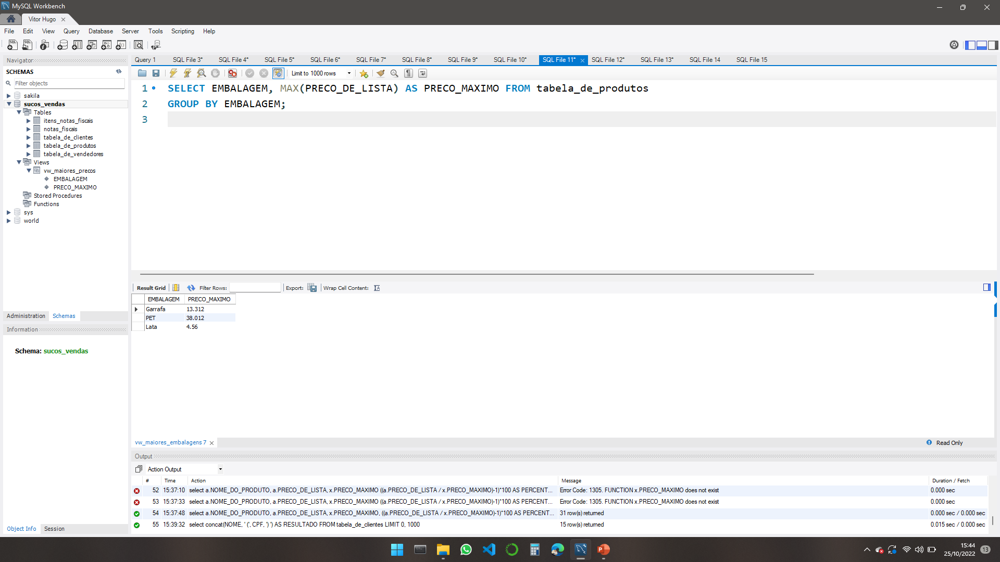 MySQL Workbench
Vitor Hugo
File Edit View Query Database Server Tools Scripting Help
Navigator
SCHEMAS
Filter objects
sakila
sucos_vendas
Tables
itens_notas_fiscais
notas_fiscais
tabela_de_clientes
tabela_de_produtos
tabela_de_vendedores
Views
vw_maiores_precos
EMBALAGEM
PRECO_MAXIMO
Stored Procedures
Functions
sys
world
Administration Schemas
Information
Schema: sucos_vendas
Object Info Session
Query 1 SQL File 3* SQL File 4* SQL File 5* SQL File 6* SQL File 7* SQL File 8* SQL File 9* SQL File 10* SQL File 11* SQL File 12* SQL File 13* SQL File 14 SQL File 15
Limit to 1000 rows
1 SELECT EMBALAGEM, MAX(PRECO_DE_LISTA) AS PRECO_MAXIMO FROM tabela_de_produtos
2 GROUP BY EMBALAGEM;
3
Result Grid Filter Rows: Export: Wrap Cell Content:
EMBALAGEM PRECO_MAXIMO
Garrafa 13.312
PET 38.012
Lata 4.56
vw_maiores_embalagens 7
Read Only
Output
Action Output
# Time Action Message Duration / Fetch
52 15:37:10 select a.NOME_DO_PRODUTO, a.PRECO_DE_LISTA, x.PRECO_MAXIMO ((a.PRECO_DE_LISTA / x.PRECO_MAXIMO)-1)*100 AS PERCENT... Error Code: 1305. FUNCTION x.PRECO_MAXIMO does not exist 0.000 sec
53 15:37:33 select a.NOME_DO_PRODUTO, a.PRECO_DE_LISTA, x.PRECO_MAXIMO ((a.PRECO_DE_LISTA / x.PRECO_MAXIMO)-1)*100 AS PERCENT... Error Code: 1305. FUNCTION x.PRECO_MAXIMO does not exist 0.000 sec
54 15:37:48 select a.NOME_DO_PRODUTO, a.PRECO_DE_LISTA, x.PRECO_MAXIMO, ((a.PRECO_DE_LISTA / x.PRECO_MAXIMO)-1)*100 AS PERCENT... 31 row(s) returned 0.000 sec / 0.000 sec
55 15:39:32 select concat(NOME, ' (', CPF, ') ') AS RESULTADO FROM tabela_de_clientes LIMIT 0, 1000 15 row(s) returned 0.015 sec / 0.000 sec
15:44
25/10/2022
13